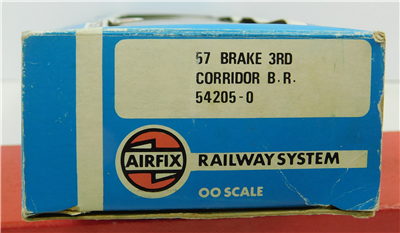 57 BRAKE 3RD
CORRIDOR B.R.
54205-0
AIRFIX RAILWAY SYSTEM
OO SCALE